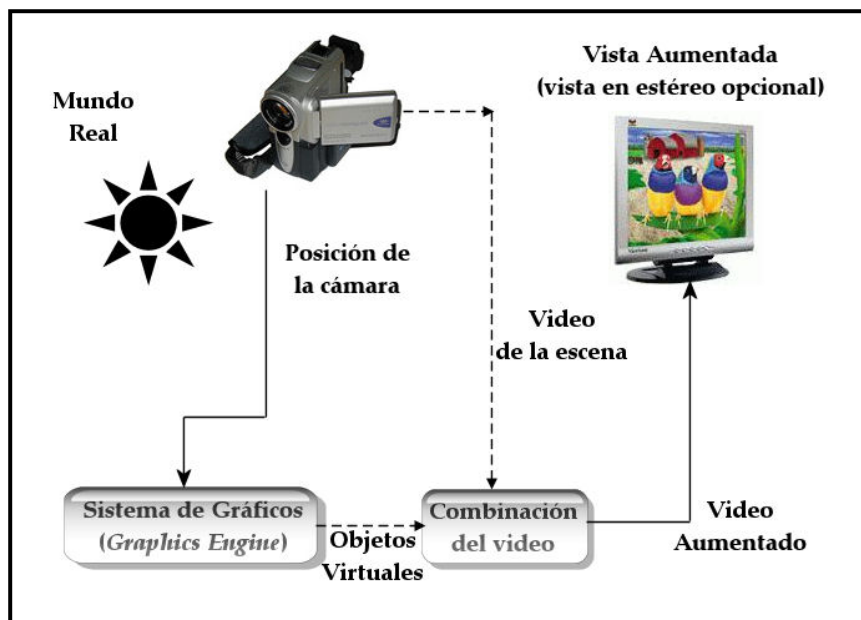 Mundo
Real
Vista Aumentada
(vista en estéreo opcional)
Posición de
la cámara
Video
de la escena
Sistema de Gráficos
(Graphics Engine)
Objetos
Virtuales
Combinación
del video
Video
Aumentado